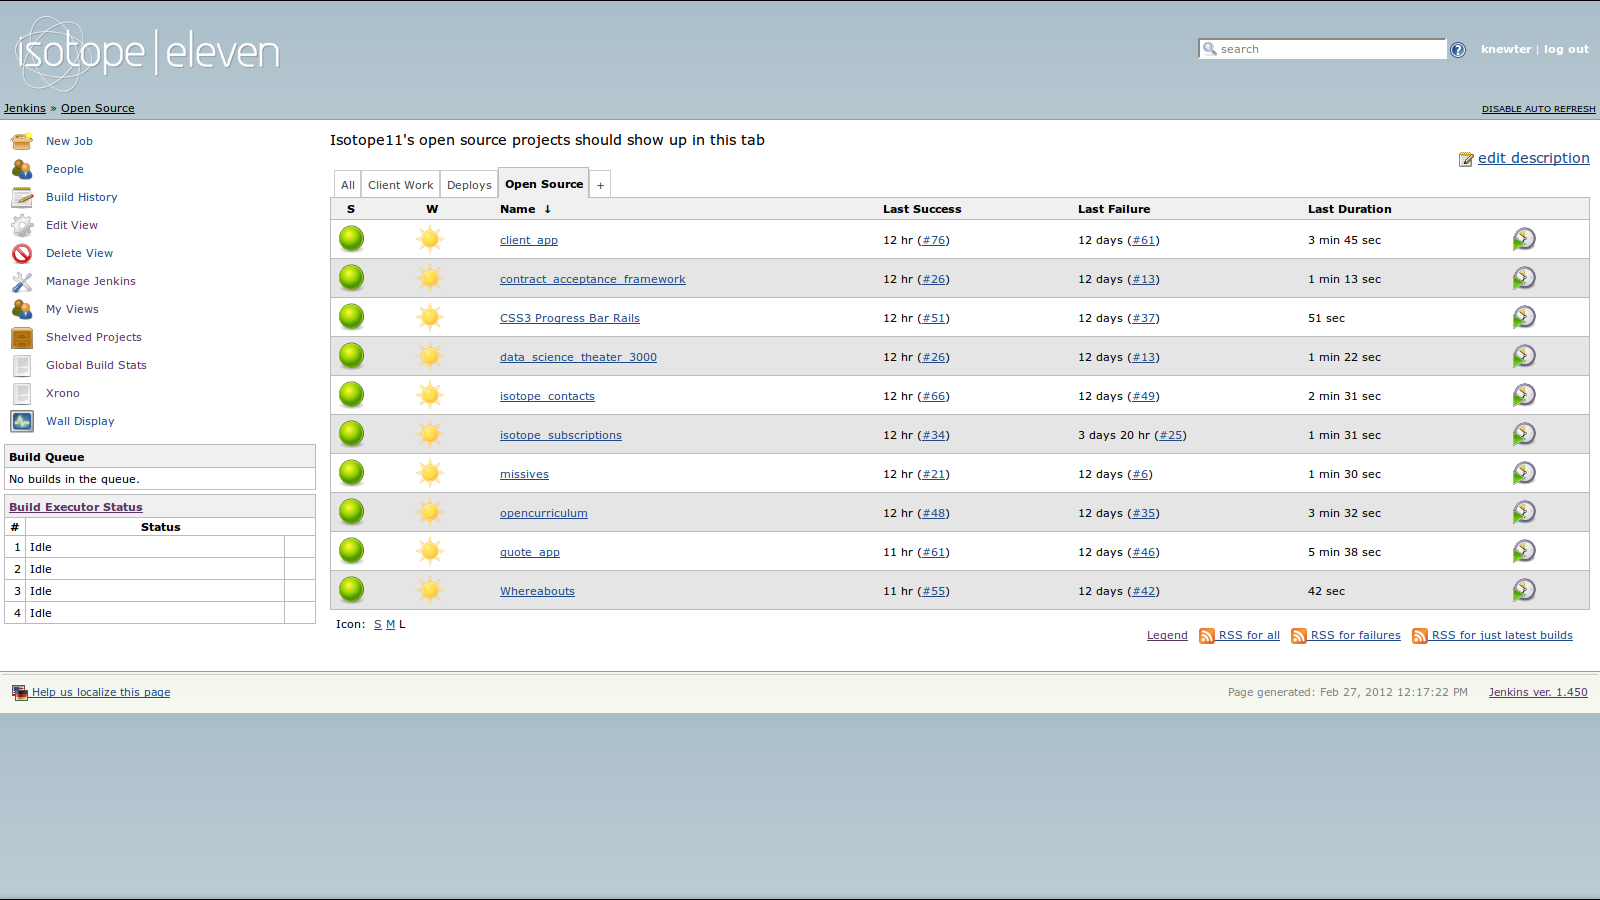 isotope|eleven
search
knewter | log out
Jenkins » Open Source
DISABLE AUTO REFRESH
New Job
People
Build History
Edit View
Delete View
Manage Jenkins
My Views
Shelved Projects
Global Build Stats
Xrono
Wall Display
Build Queue
No builds in the queue.
Build Executor Status
# Status
1 Idle
2 Idle
3 Idle
4 Idle
Isotope11's open source projects should show up in this tab
edit description
All Client Work Deploys Open Source +
S W Name ↓ Last Success Last Failure Last Duration
client_app 12 hr (#76) 12 days (#61) 3 min 45 sec
contract_acceptance_framework 12 hr (#26) 12 days (#13) 1 min 13 sec
CSS3 Progress Bar Rails 12 hr (#51) 12 days (#37) 51 sec
data_science_theater_3000 12 hr (#26) 12 days (#13) 1 min 22 sec
isotope_contacts 12 hr (#66) 12 days (#49) 2 min 31 sec
isotope_subscriptions 12 hr (#34) 3 days 20 hr (#25) 1 min 31 sec
missives 12 hr (#21) 12 days (#6) 1 min 30 sec
opencurriculum 12 hr (#48) 12 days (#35) 3 min 32 sec
quote_app 11 hr (#61) 12 days (#46) 5 min 38 sec
Whereabouts 11 hr (#55) 12 days (#42) 42 sec
Icon: S M L
Legend RSS for all RSS for failures RSS for just latest builds
Help us localize this page
Page generated: Feb 27, 2012 12:17:22 PM Jenkins ver. 1.450